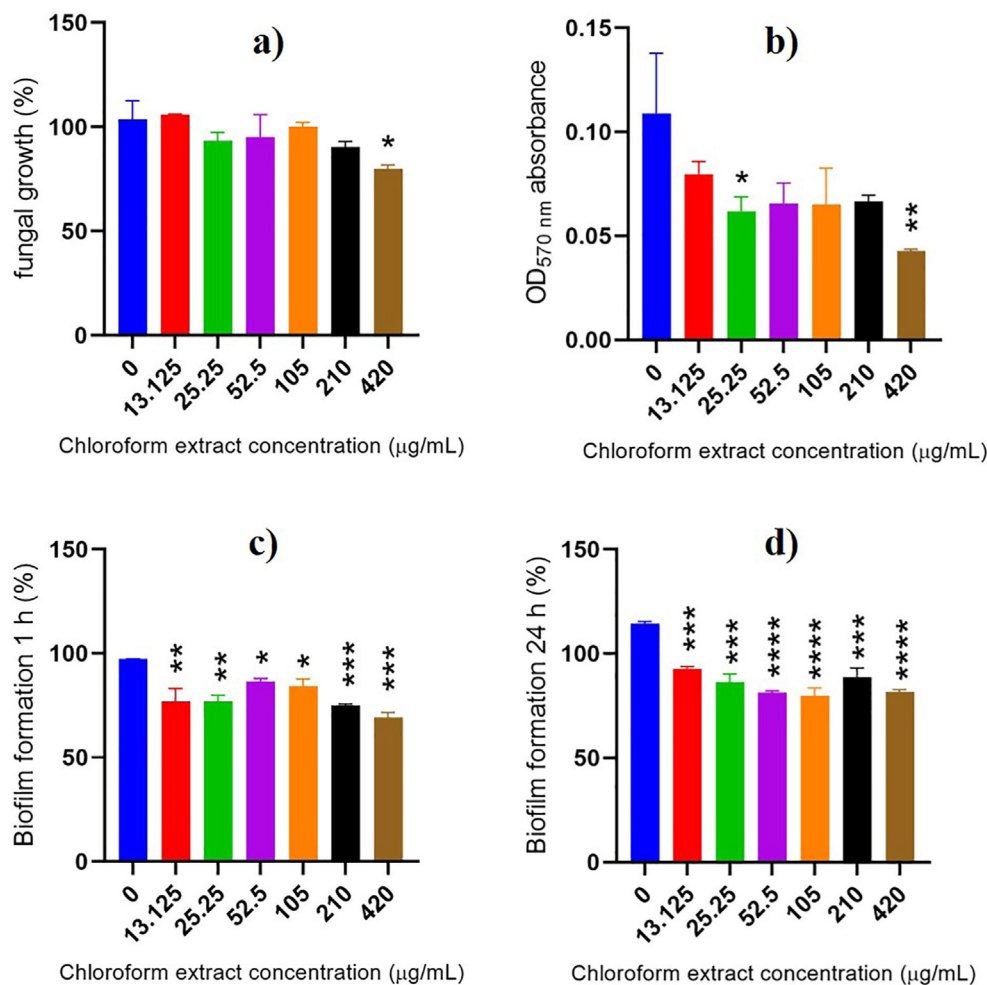 a)
fungal growth (%)
150
100
50
0
*
0 13.125 25.25 52.5 105 210 420
Chloroform extract concentration (µg/mL)
b)
OD570 nm absorbance
0.15
0.10
0.05
0.00
* **
0 13.125 25.25 52.5 105 210 420
Chloroform extract concentration (µg/mL)
c)
Biofilm formation 1 h (%)
150
100
50
0
** ** * * *** ***
0 13.125 25.25 52.5 105 210 420
Chloroform extract concentration (µg/mL)
d)
Biofilm formation 24 h (%)
150
100
50
0
*** *** **** **** *** ****
0 13.125 25.25 52.5 105 210 420
Chloroform extract concentration (µg/mL)